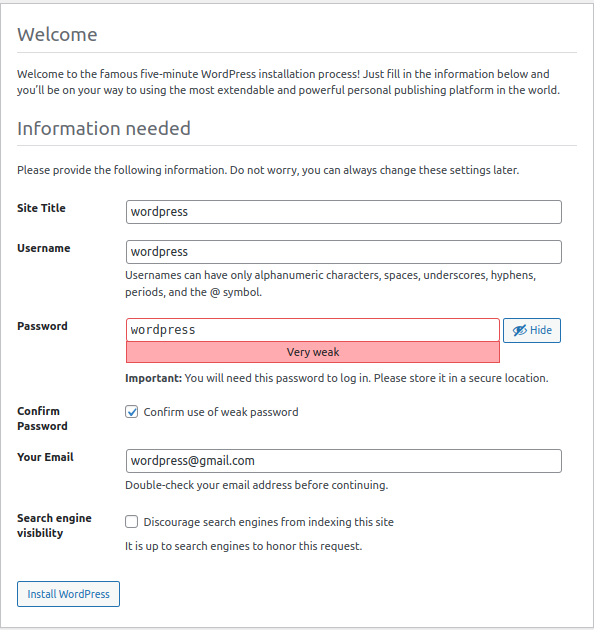 Welcome
Welcome to the famous five-minute WordPress installation process! Just fill in the information below and
you'll be on your way to using the most extendable and powerful personal publishing platform in the world.
Information needed
Please provide the following information. Do not worry, you can always change these settings later.
Site Title
wordpress
Username
wordpress
Usernames can have only alphanumeric characters, spaces, underscores, hyphens,
periods, and the @ symbol.
Password
wordpress
Hide
Very weak
Important: You will need this password to log in. Please store it in a secure location.
Confirm
Password
Confirm use of weak password
Your Email
wordpress@gmail.com
Double-check your email address before continuing.
Search engine
visibility
Discourage search engines from indexing this site
It is up to search engines to honor this request.
Install WordPress